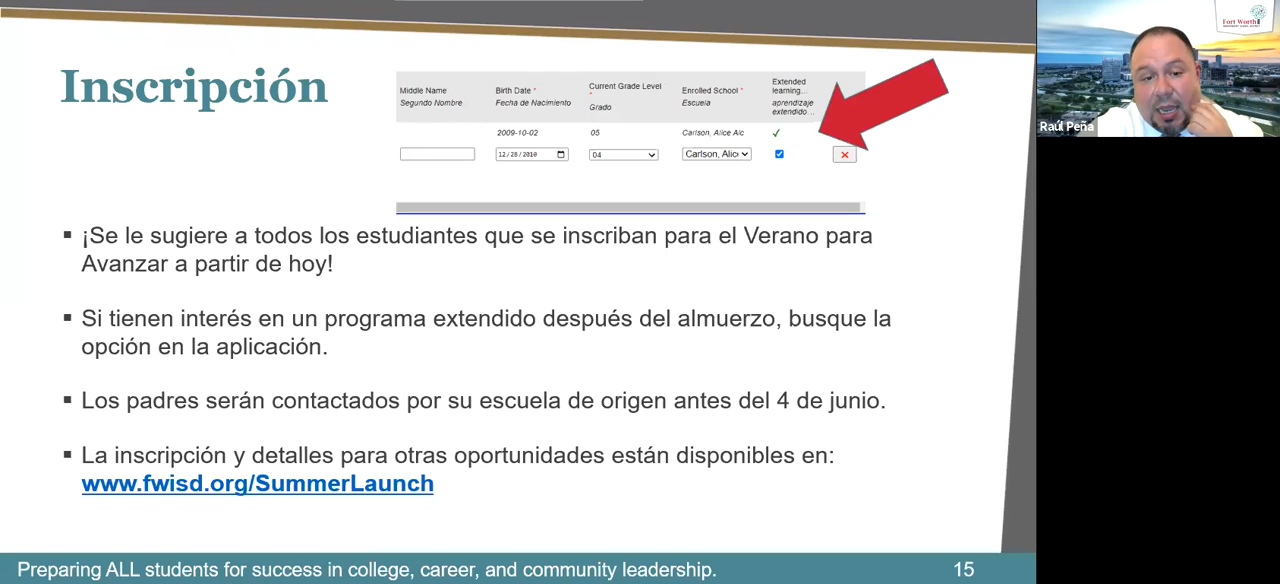 Inscripción
Middle Name
Segundo Nombre
Birth Date *
Fecha de Nacimiento
Current Grade Level
*
Grado
Enrolled School *
Escuela
Extended
learning...
aprendizaje
extendido...
2009-10-02 05 Carlson, Alice Alc ✓
12/28/2010 04 Carlson, Alic
¡Se le sugiere a todos los estudiantes que se inscriban para el Verano para
Avanzar a partir de hoy!
Si tienen interés en un programa extendido después del almuerzo, busque la
opción en la aplicación.
Los padres serán contactados por su escuela de origen antes del 4 de junio.
La inscripción y detalles para otras oportunidades están disponibles en:
www.fwisd.org/SummerLaunch
Preparing ALL students for success in college, career, and community leadership.
15
Fort Worth
Raúl Peña